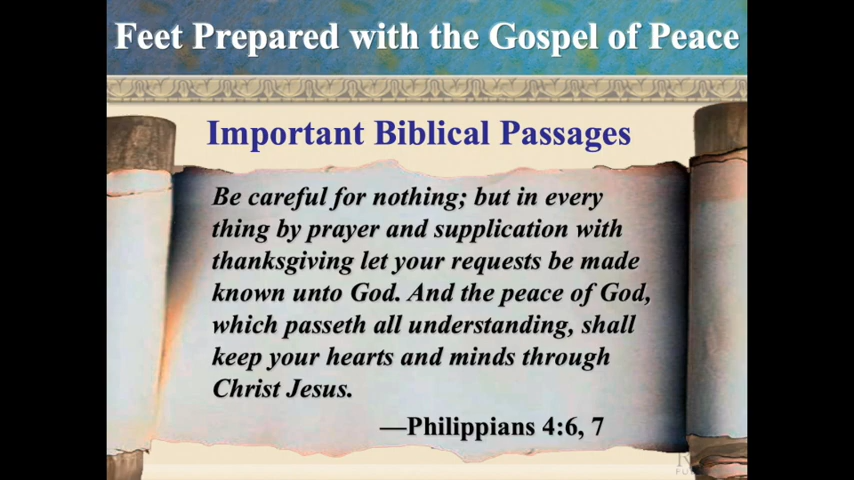 Feet Prepared with the Gospel of Peace
Important Biblical Passages
Be careful for nothing; but in every
thing by prayer and supplication with
thanksgiving let your requests be made
known unto God. And the peace of God,
which passeth all understanding, shall
keep your hearts and minds through
Christ Jesus.
—Philippians 4:6, 7